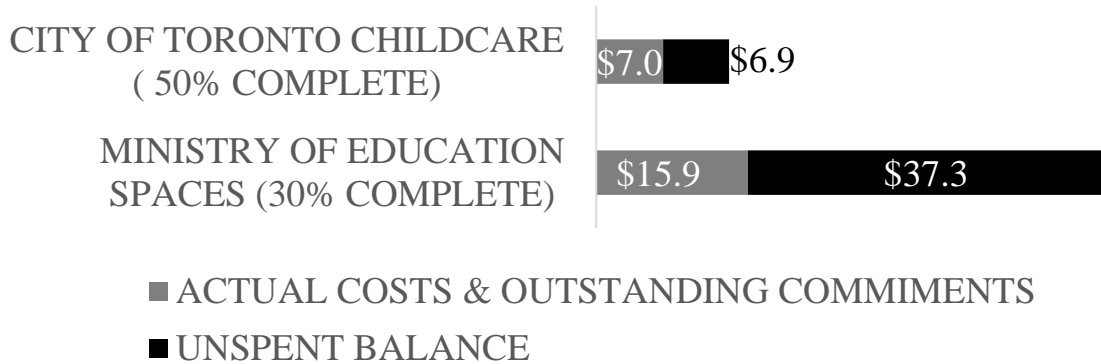 CITY OF TORONTO CHILDCARE
( 50% COMPLETE)
$7.0 $6.9
MINISTRY OF EDUCATION
SPACES (30% COMPLETE)
$15.9 $37.3
ACTUAL COSTS & OUTSTANDING COMMIMENTS
UNSPENT BALANCE